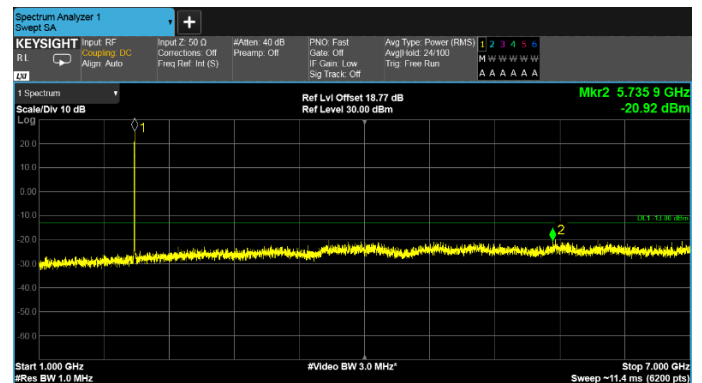 Spectrum Analyzer 1
Swept SA
KEYSIGHT Input: RF Input Z: 50 Ω #Atten: 40 dB PNO: Fast Avg Type: Power (RMS) 1 2 3 4 5 6
RL Coupling: DC Corrections: Off Preamp: Off Gate: Off Avg|Hold: 24/100 M W W W W W
Align: Auto Freq Ref: Int (S) IF Gain: Low Trig: Free Run
LXI Sig Track: Off A A A A A A
1 Spectrum Ref Lvl Offset 18.77 dB Mkr2 5.735 9 GHz
Scale/Div 10 dB Ref Level 30.00 dBm -20.92 dBm
Log
1
20.0
10.0
0.00
-10.0
DL1 -13.00 dBm
2
-20.0
-30.0
-40.0
-50.0
-60.0
Start 1.000 GHz #Video BW 3.0 MHz* Stop 7.000 GHz
#Res BW 1.0 MHz Sweep ~11.4 ms (6200 pts)